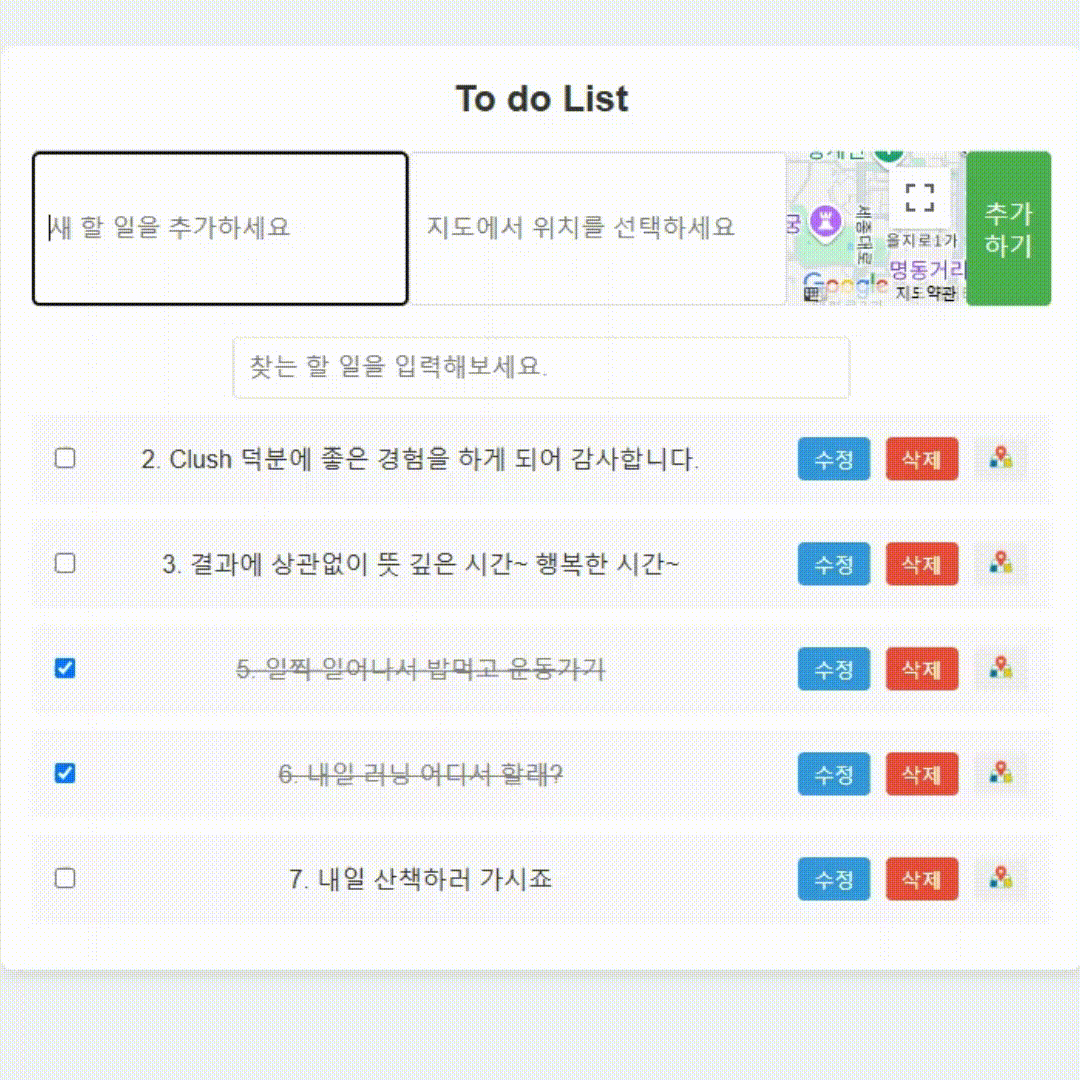 To do List
새 할 일을 추가하세요
지도에서 위치를 선택하세요
세종대로
을지로1가
명동거리
Google
지도 약관
추가
하기
찾는 할 일을 입력해보세요.
2. Clush 덕분에 좋은 경험을 하게 되어 감사합니다. 수정 삭제
3. 결과에 상관없이 뜻 깊은 시간~ 행복한 시간~ 수정 삭제
5. 일찍 일어나서 밥먹고 운동가기 수정 삭제
6. 내일 러닝 어디서 할래? 수정 삭제
7. 내일 산책하러 가시죠 수정 삭제